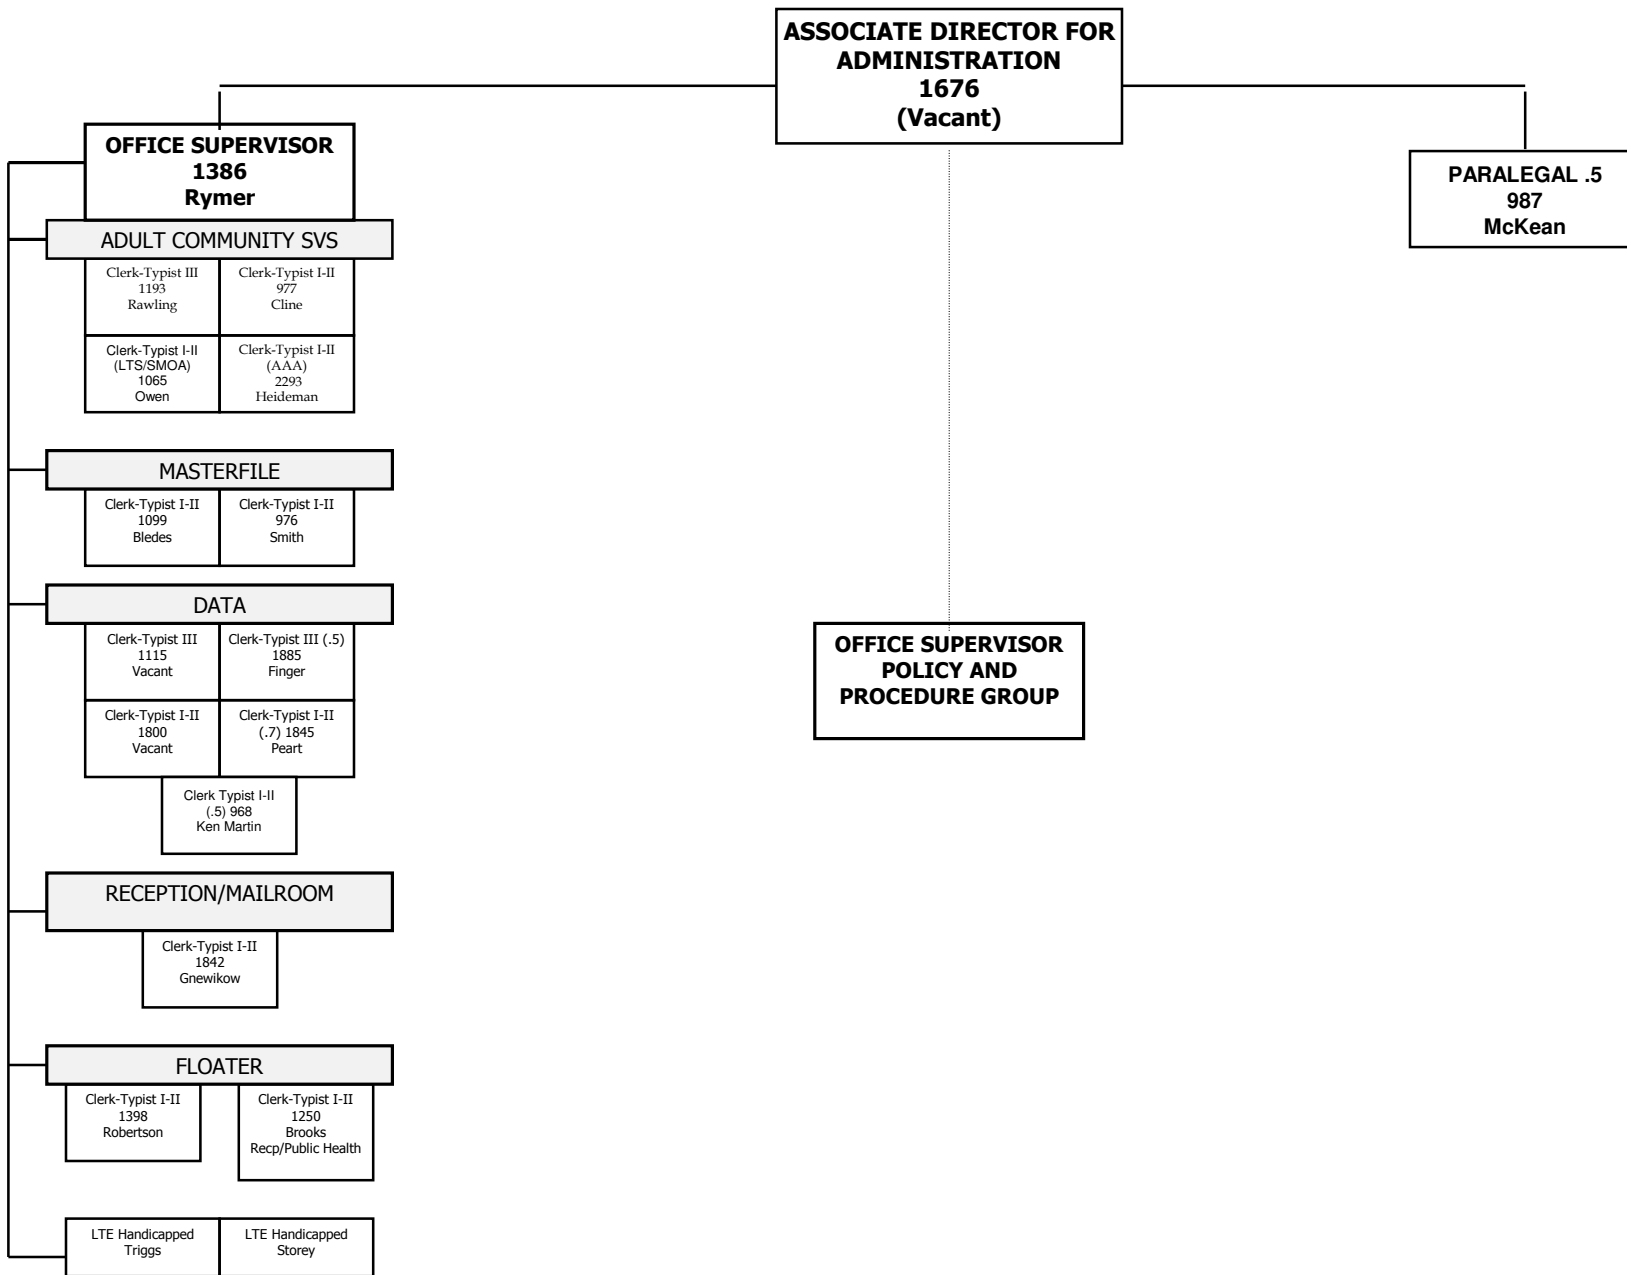 ASSOCIATE DIRECTOR FOR
ADMINISTRATION
1676
(Vacant)
OFFICE SUPERVISOR
1386
Rymer
PARALEGAL .5
987
McKean
ADULT COMMUNITY SVS
Clerk-Typist III
1193
Rawling
Clerk-Typist I-II
977
Cline
Clerk-Typist I-II
(LTS/SMOA)
1065
Owen
Clerk-Typist I-II
(AAA)
2293
Heideman
MASTERFILE
Clerk-Typist I-II
1099
Bledes
Clerk-Typist I-II
976
Smith
DATA
Clerk-Typist III
1115
Vacant
Clerk-Typist III (.5)
1885
Finger
Clerk-Typist I-II
1800
Vacant
Clerk-Typist I-II
(.7) 1845
Peart
Clerk Typist I-II
(.5) 968
Ken Martin
OFFICE SUPERVISOR
POLICY AND
PROCEDURE GROUP
RECEPTION/MAILROOM
Clerk-Typist I-II
1842
Gnewikow
FLOATER
Clerk-Typist I-II
1398
Robertson
Clerk-Typist I-II
1250
Brooks
Recp/Public Health
LTE Handicapped
Triggs
LTE Handicapped
Storey